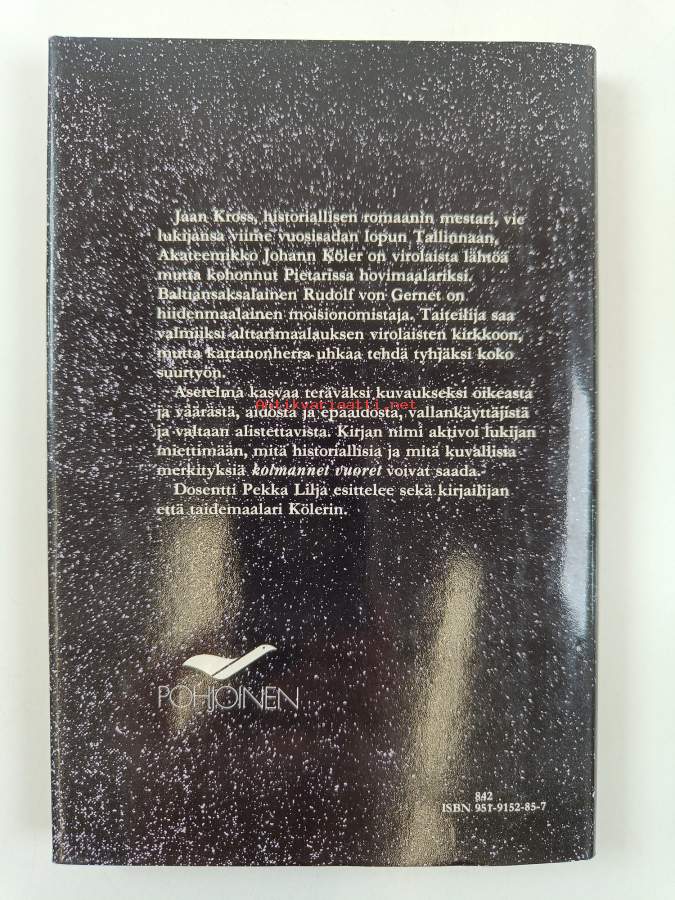 Jaan Kross, historiallisen romaanin mestari, vie
lukijansa viime vuosisadan lopun Tallinnaan,
Akateemikko Johann Köler on virolaista lähtöä
mutta kohonnut Pietarissa hovimaalariksi.
Baltiansaksalainen Rudolf von Gernet on
hiidenmaalainen moisionomistaja. Taiteilija saa
valmiiksi alttarimaalauksen virolaisten kirkkoon,
mutta kartanonherra uhkaa tehdä tyhjäksi koko
suurtyön.
Asetelma kasvaa teräväksi kuvaukseksi oikeasta
Antikvariaatit.net
ja väärästä, aidosta ja epäaidosta, vallankäyttäjistä
ja valtaan alistettavista. Kirjan nimi aktivoi lukijan
miettimään, mitä historiallisia ja mitä kuvallisia
merkityksiä kolmannet vuoret voivat saada.
Dosentti Pekka Lilja esittelee sekä kirjailijan
että taidemaalari Kölerin.
POHJOINEN
842
ISBN 951-9152-85-7